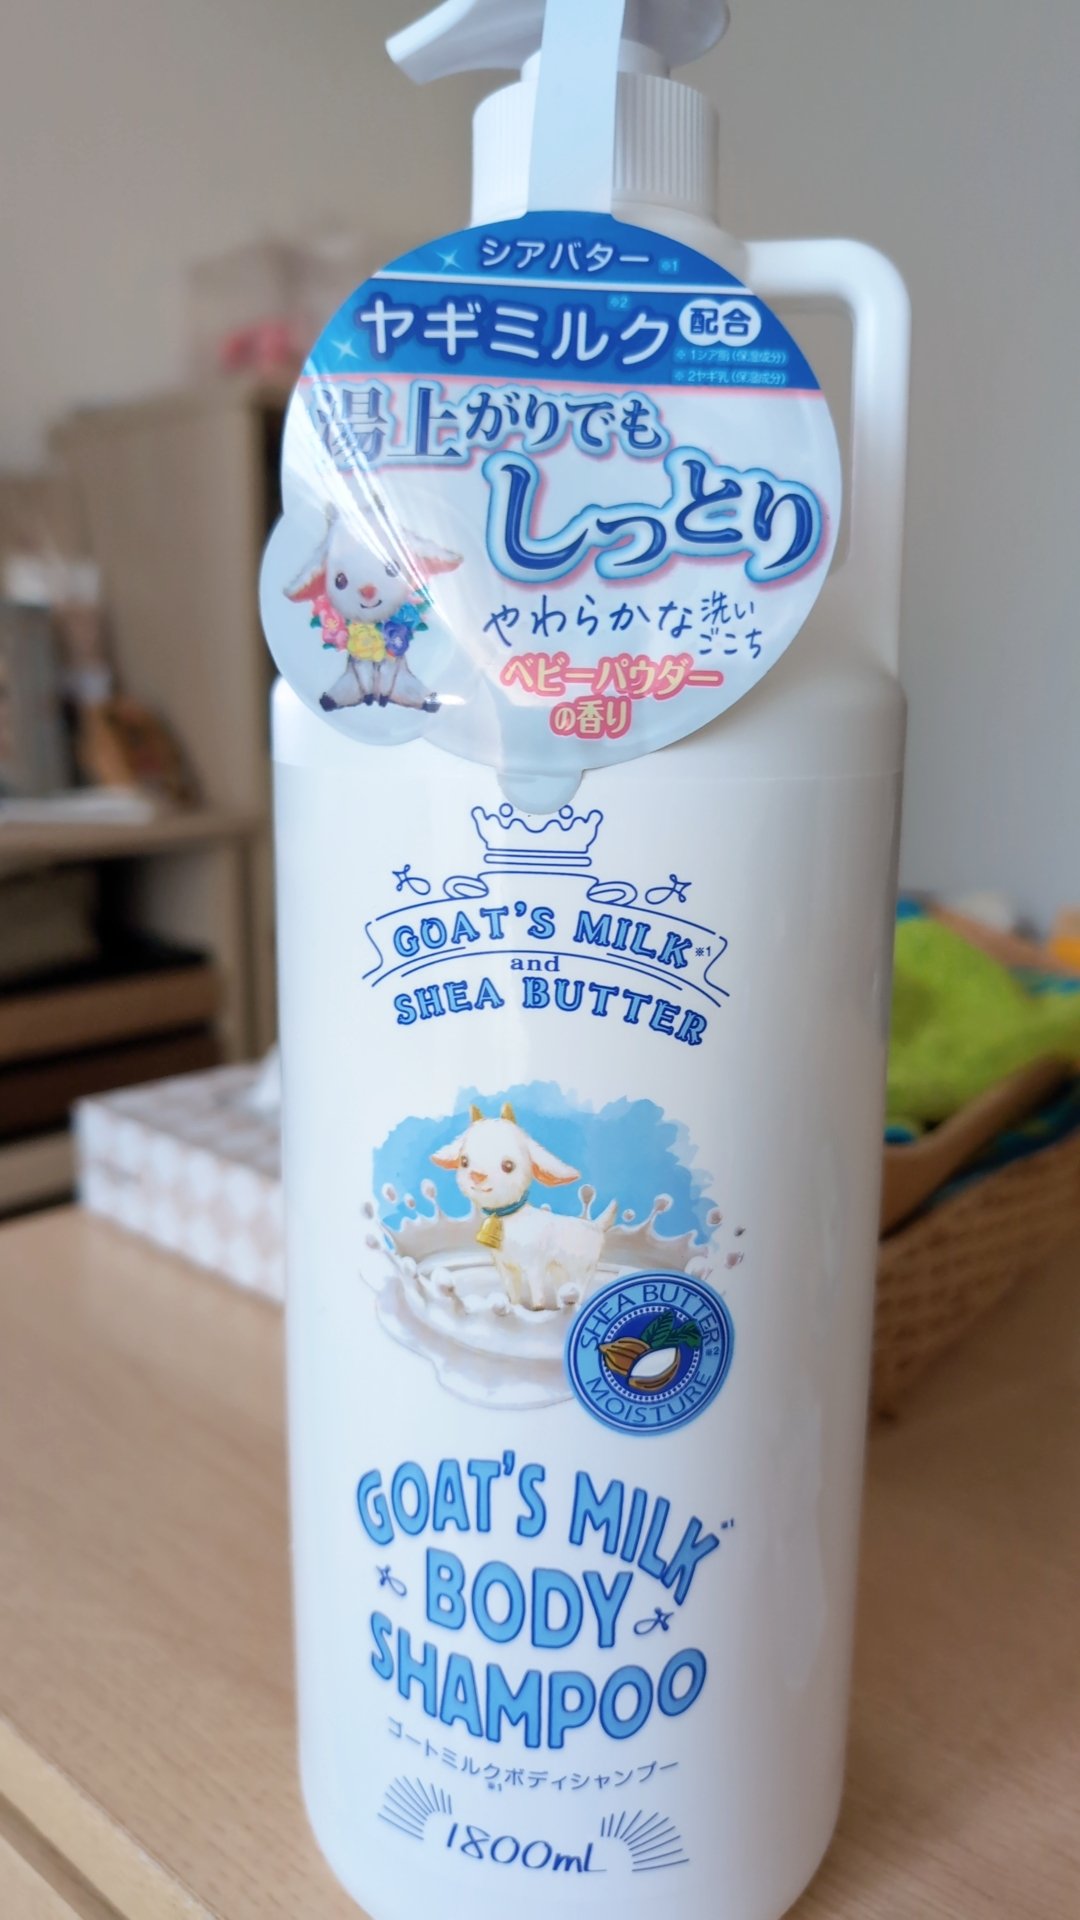 シアバター ※1
ヤギミルク ※2 配合
※1シア脂(保湿成分)
※2ヤギ乳(保湿成分)
湯上がりでも
しっとり
やわらかな洗い
ごこち
ベビーパウダー
の香り
GOAT'S MILK ※1
and
SHEA BUTTER
SHEA BUTTER ※2
MOISTURE
GOAT'S MILK ※1
BODY
SHAMPOO
ゴートミルクボディシャンプー
※1
1800mL